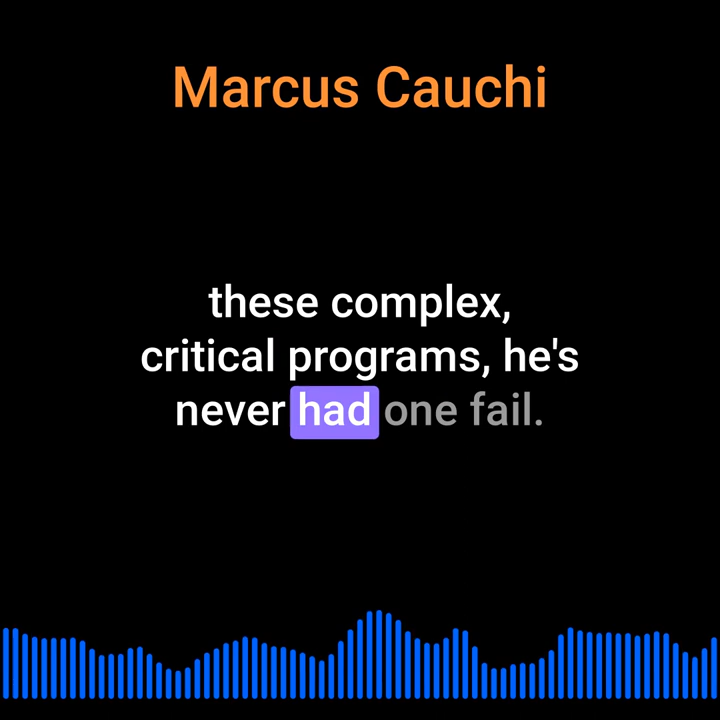 Marcus Cauchi
these complex,
critical programs, he's
never had one fail.